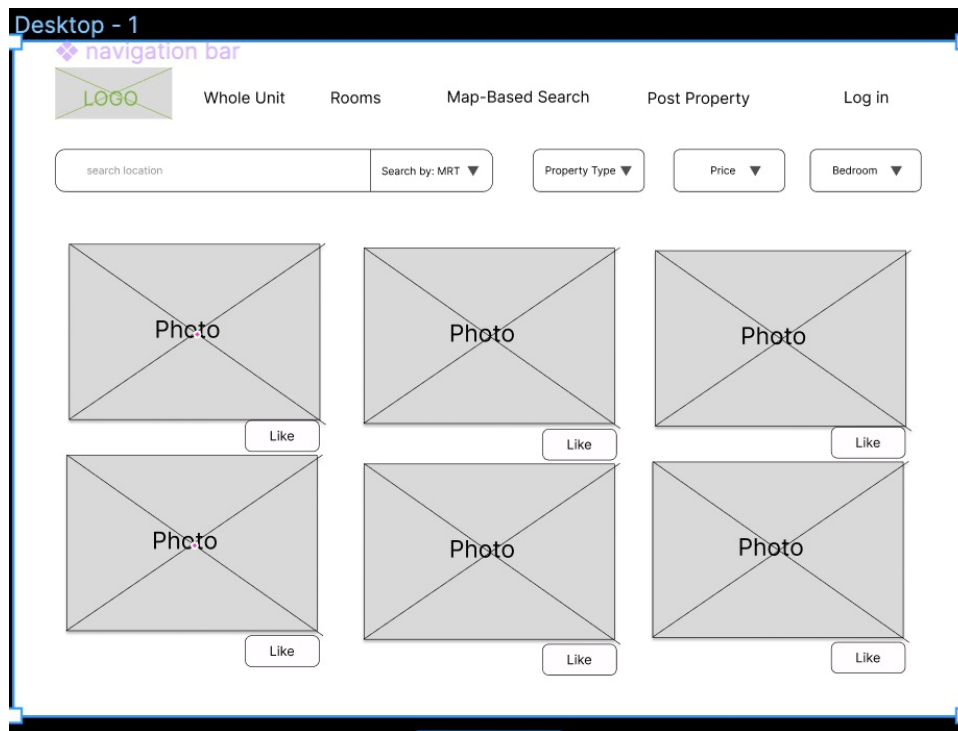 Desktop - 1
navigation bar
LOGO Whole Unit Rooms Map-Based Search Post Property Log in
search location Search by: MRT Property Type Price Bedroom
Photo Photo Photo
Like Like Like
Photo Photo Photo
Like Like Like